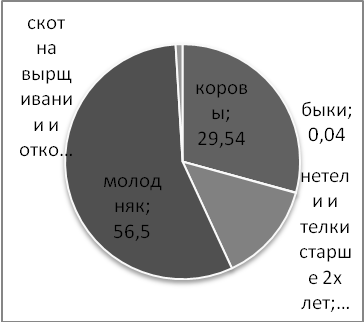 скот
на
вырщ
ивани
и и
отко...
коров
ы;
29,54
быки;
0,04
нетел
и и
телки
старш
е 2х
лет;...
молод
няк;
56,5